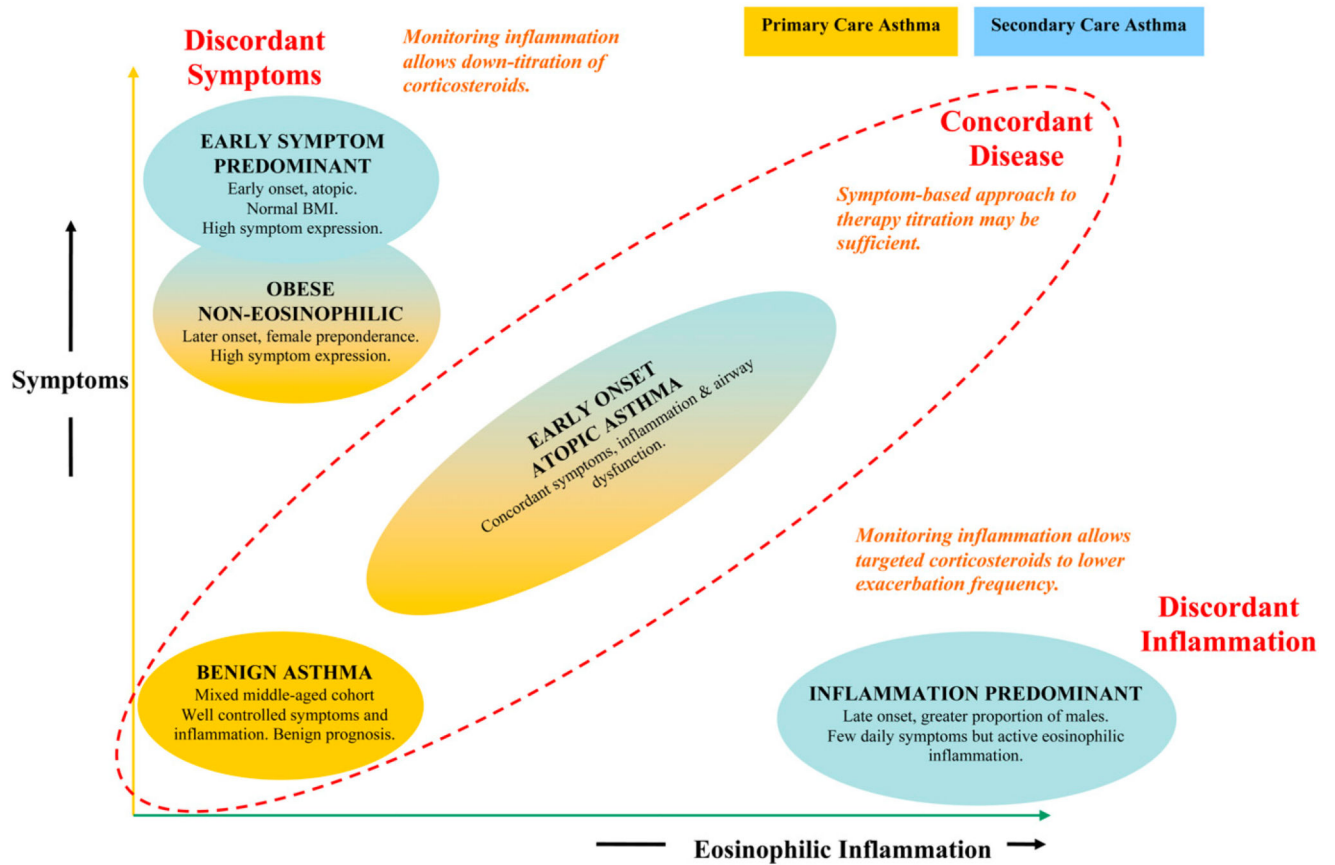 Primary Care Asthma
Secondary Care Asthma
Discordant
Symptoms
Monitoring inflammation
allows down-titration of
corticosteroids.
EARLY SYMPTOM
PREDOMINANT
Early onset, atopic.
Normal BMI.
High symptom expression.
OBESE
NON-EOSINOPHILIC
Later onset, female preponderance.
High symptom expression.
Symptoms
Concordant
Disease
Symptom-based approach to
therapy titration may be
sufficient.
EARLY ONSET
ATOPIC ASTHMA
Concordant symptoms, inflammation & airway
dysfunction.
Monitoring inflammation allows
targeted corticosteroids to lower
exacerbation frequency.
Discordant
Inflammation
BENIGN ASTHMA
Mixed middle-aged cohort
Well controlled symptoms and
inflammation. Benign prognosis.
INFLAMMATION PREDOMINANT
Late onset, greater proportion of males.
Few daily symptoms but active eosinophilic
inflammation.
Eosinophilic Inflammation